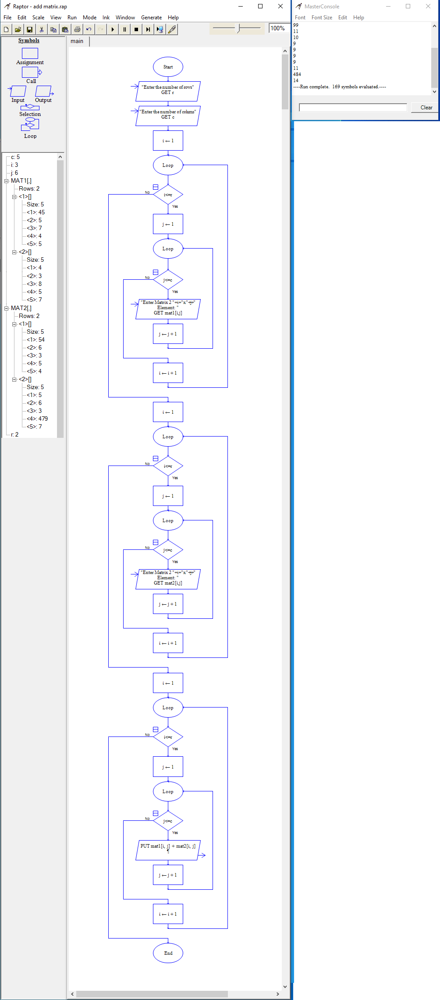 Raptor - add matrix.rap
File Edit Scale View Run Mode Ink Window Generate Help
100%
Symbols
Assignment
Call
Input Output
Selection
Loop
c: 5
i: 3
j: 6
MAT1[,]
Rows: 2
<1>[]
Size: 5
<1>: 45
<2>: 5
<3>: 7
<4>: 4
<5>: 5
<2>[]
Size: 5
<1>: 4
<2>: 3
<3>: 8
<4>: 5
<5>: 7
MAT2[,]
Rows: 2
<1>[]
Size: 5
<1>: 54
<2>: 6
<3>: 3
<4>: 5
<5>: 4
<2>[]
Size: 5
<1>: 5
<2>: 6
<3>: 3
<4>: 479
<5>: 7
r: 2
main
Start
"Enter the number of rows"
GET r
"Enter the number of colums"
GET c
i ← 1
Loop
i<=r
No
Yes
j ← 1
Loop
j<=c
No
Yes
"Enter Matrix 2 "+i+"x"+j+"
Element: "
GET mat1[i,j]
j ← j + 1
i ← i + 1
i ← 1
Loop
i<=r
No
Yes
j ← 1
Loop
j<=c
No
Yes
"Enter Matrix 2 "+i+"x"+j+"
Element: "
GET mat2[i,j]
j ← j + 1
i ← i + 1
i ← 1
Loop
i<=r
No
Yes
j ← 1
Loop
j<=c
No
Yes
PUT mat1[i, j] + mat2[i, j]
¶
j ← j + 1
i ← i + 1
End
MasterConsole
Font Font Size Edit Help
99
11
10
9
9
9
9
11
484
14
----Run complete. 169 symbols evaluated.----
Clear